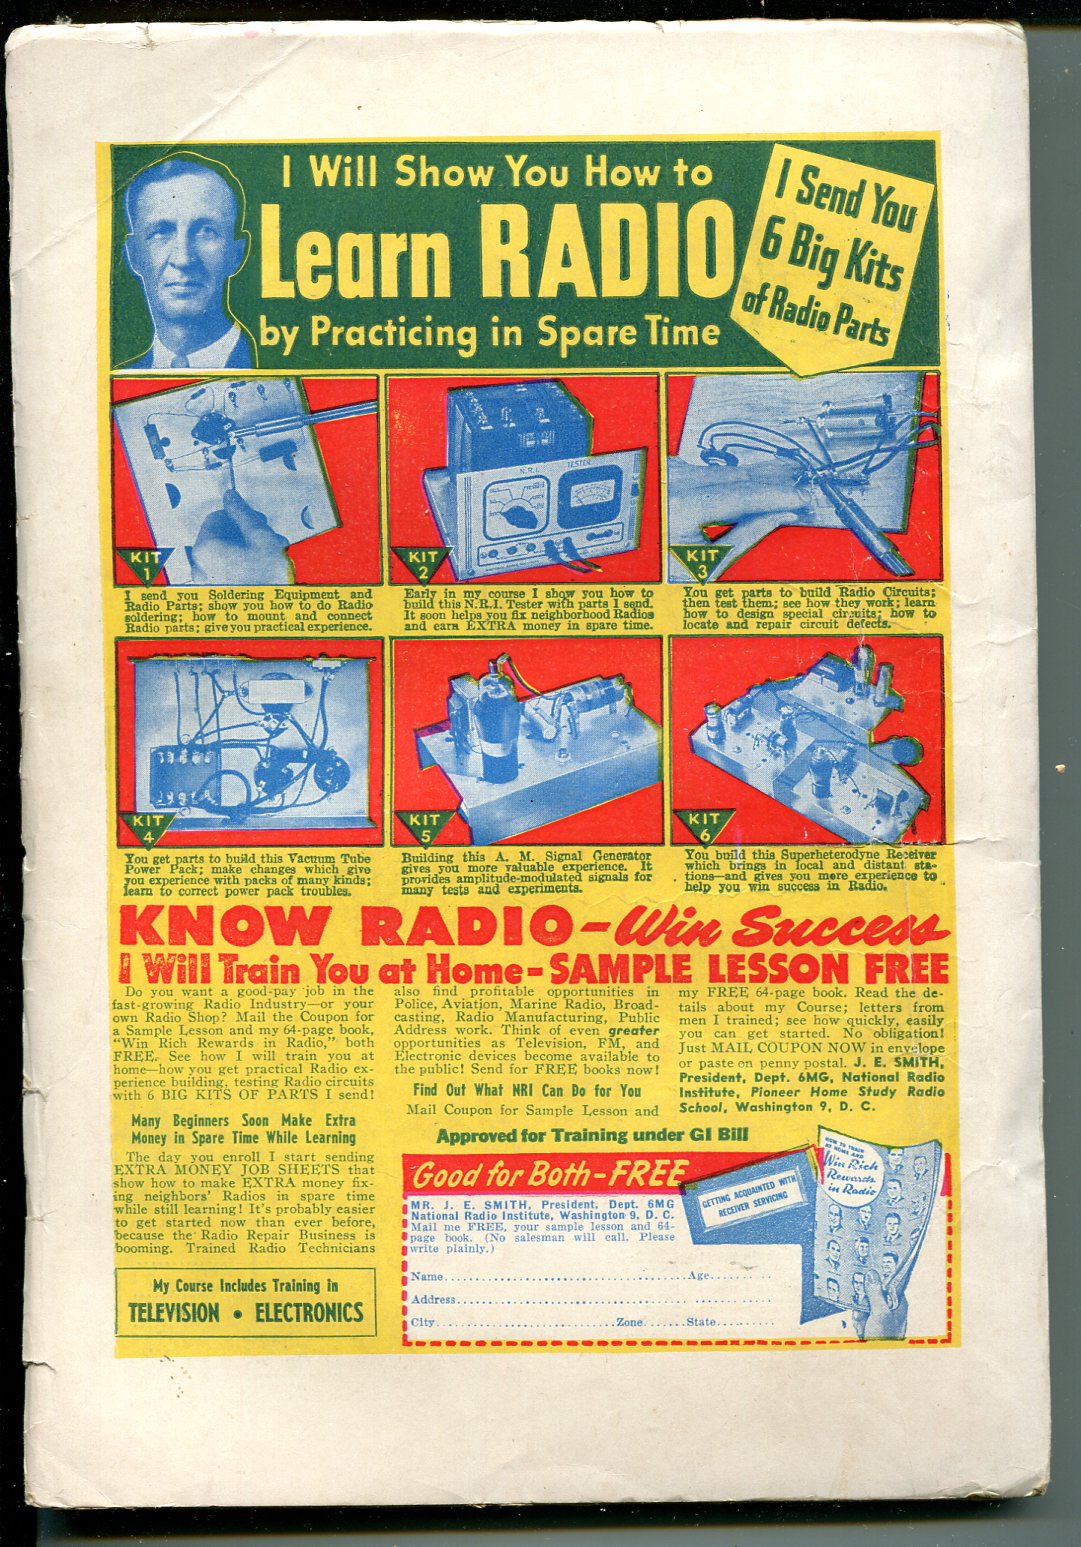 I Will Show You How to
Learn RADIO
by Practicing in Spare Time
I Send You
6 Big Kits
of Radio Parts
KIT
1
I send you Soldering Equipment and
Radio Parts; show you how to do Radio
soldering; how to mount and connect
Radio parts; give you practical experience.
N.R.I. TESTER
KIT
2
Early in my course I show you how to
build this N.R.I. Tester with parts I send.
It soon helps you fix neighborhood Radios
and earn EXTRA money in spare time.
KIT
3
You get parts to build Radio Circuits;
then test them; see how they work; learn
how to design special circuits; how to
locate and repair circuit defects.
KIT
4
You get parts to build this Vacuum Tube
Power Pack; make changes which give
you experience with packs of many kinds;
learn to correct power pack troubles.
KIT
5
Building this A. M. Signal Generator
gives you more valuable experience. It
provides amplitude-modulated signals for
many tests and experiments.
KIT
6
You build this Superheterodyne Receiver
which brings in local and distant sta-
tions—and gives you more experience to
help you win success in Radio.
KNOW RADIO - Win Success
I Will Train You at Home - SAMPLE LESSON FREE
Do you want a good-pay job in the
fast-growing Radio Industry—or your
own Radio Shop? Mail the Coupon for
a Sample Lesson and my 64-page book,
"Win Rich Rewards in Radio," both
FREE. See how I will train you at
home—how you get practical Radio ex-
perience building, testing Radio circuits
with 6 BIG KITS OF PARTS I send!
Many Beginners Soon Make Extra
Money in Spare Time While Learning
The day you enroll I start sending
EXTRA MONEY JOB SHEETS that
show how to make EXTRA money fix-
ing neighbors' Radios in spare time
while still learning! It's probably easier
to get started now than ever before,
because the Radio Repair Business is
booming. Trained Radio Technicians
My Course Includes Training in
TELEVISION • ELECTRONICS
also find profitable opportunities in
Police, Aviation, Marine Radio, Broad-
casting, Radio Manufacturing, Public
Address work. Think of even greater
opportunities as Television, FM, and
Electronic devices become available to
the public! Send for FREE books now!
Find Out What NRI Can Do for You
Mail Coupon for Sample Lesson and
my FREE 64-page book. Read the de-
tails about my Course; letters from
men I trained; see how quickly, easily
you can get started. No obligation!
Just MAIL COUPON NOW in envelope
or paste on penny postal. J. E. SMITH,
President, Dept. 6MG, National Radio
Institute, Pioneer Home Study Radio
School, Washington 9, D. C.
Approved for Training under GI Bill
Good for Both - FREE
MR. J. E. SMITH, President, Dept. 6MG
National Radio Institute, Washington 9, D. C.
Mail me FREE, your sample lesson and 64-
page book. (No salesman will call. Please
write plainly.)
Name........................................Age..........
Address..................................................
City..............................Zone.......State..........
GETTING ACQUAINTED WITH
RECEIVER SERVICING
HOW TO TRAIN
AT HOME AND
Win Rich
Rewards
in Radio